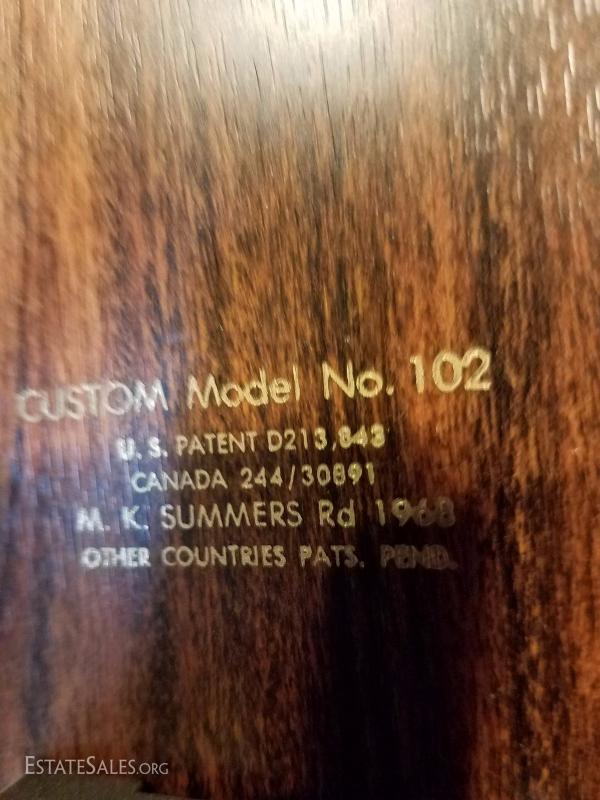 CUSTOM Model No. 102
U.S. PATENT D213,843
CANADA 244/30891
M. K. SUMMERS Rd 1968
OTHER COUNTRIES PATS. PEND.
ESTATESALES.ORG